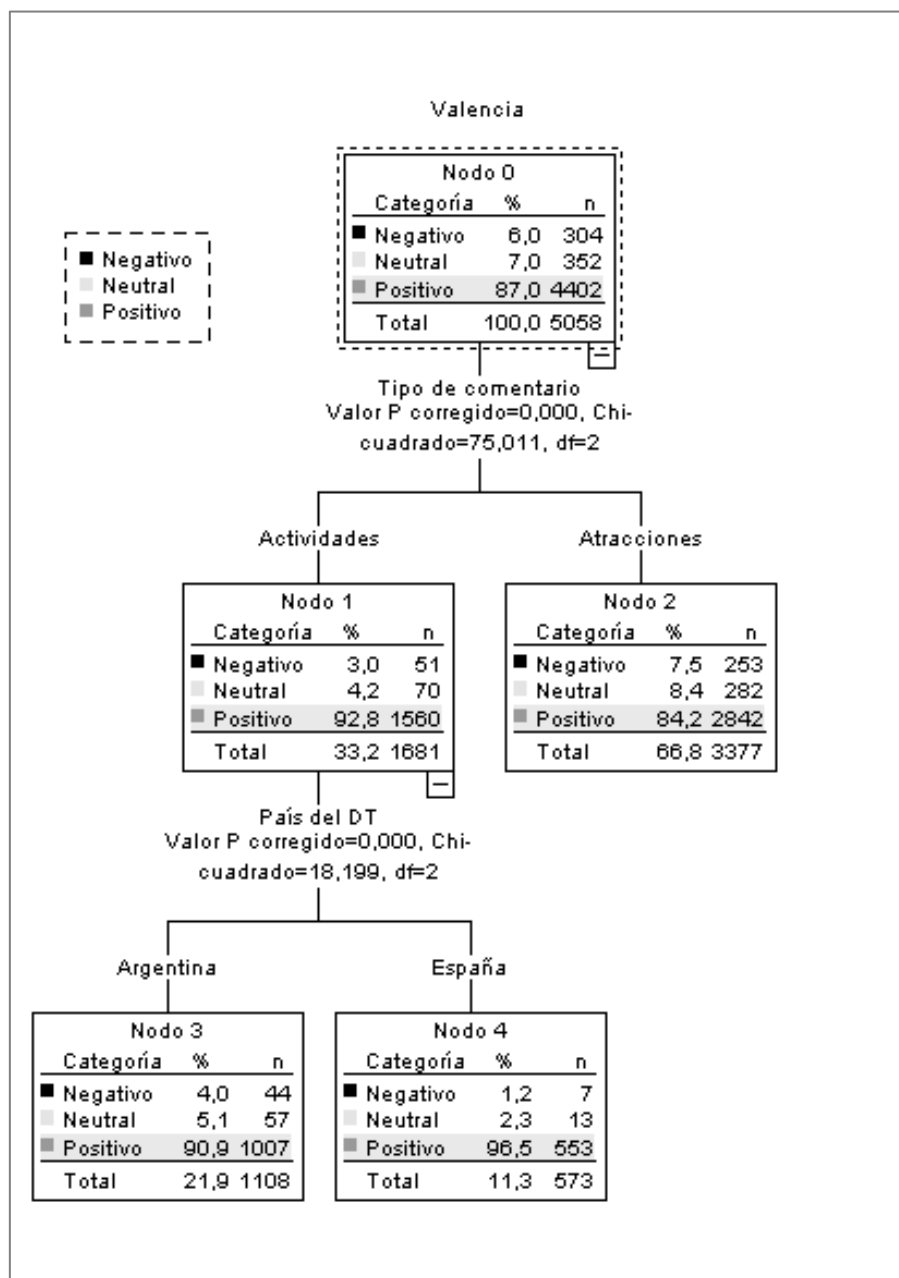 Valencia
Nodo 0
Categoría % n
Negativo 6,0 304
Neutral 7,0 352
Positivo 87,0 4402
Total 100,0 5058
Negativo
Neutral
Positivo
Tipo de comentario
Valor P corregido=0,000, Chi-
cuadrado=75,011, df=2
Actividades
Atracciones
Nodo 1
Categoría % n
Negativo 3,0 51
Neutral 4,2 70
Positivo 92,8 1560
Total 33,2 1681
Nodo 2
Categoría % n
Negativo 7,5 253
Neutral 8,4 282
Positivo 84,2 2842
Total 66,8 3377
País del DT
Valor P corregido=0,000, Chi-
cuadrado=18,199, df=2
Argentina
España
Nodo 3
Categoría % n
Negativo 4,0 44
Neutral 5,1 57
Positivo 90,9 1007
Total 21,9 1108
Nodo 4
Categoría % n
Negativo 1,2 7
Neutral 2,3 13
Positivo 96,5 553
Total 11,3 573